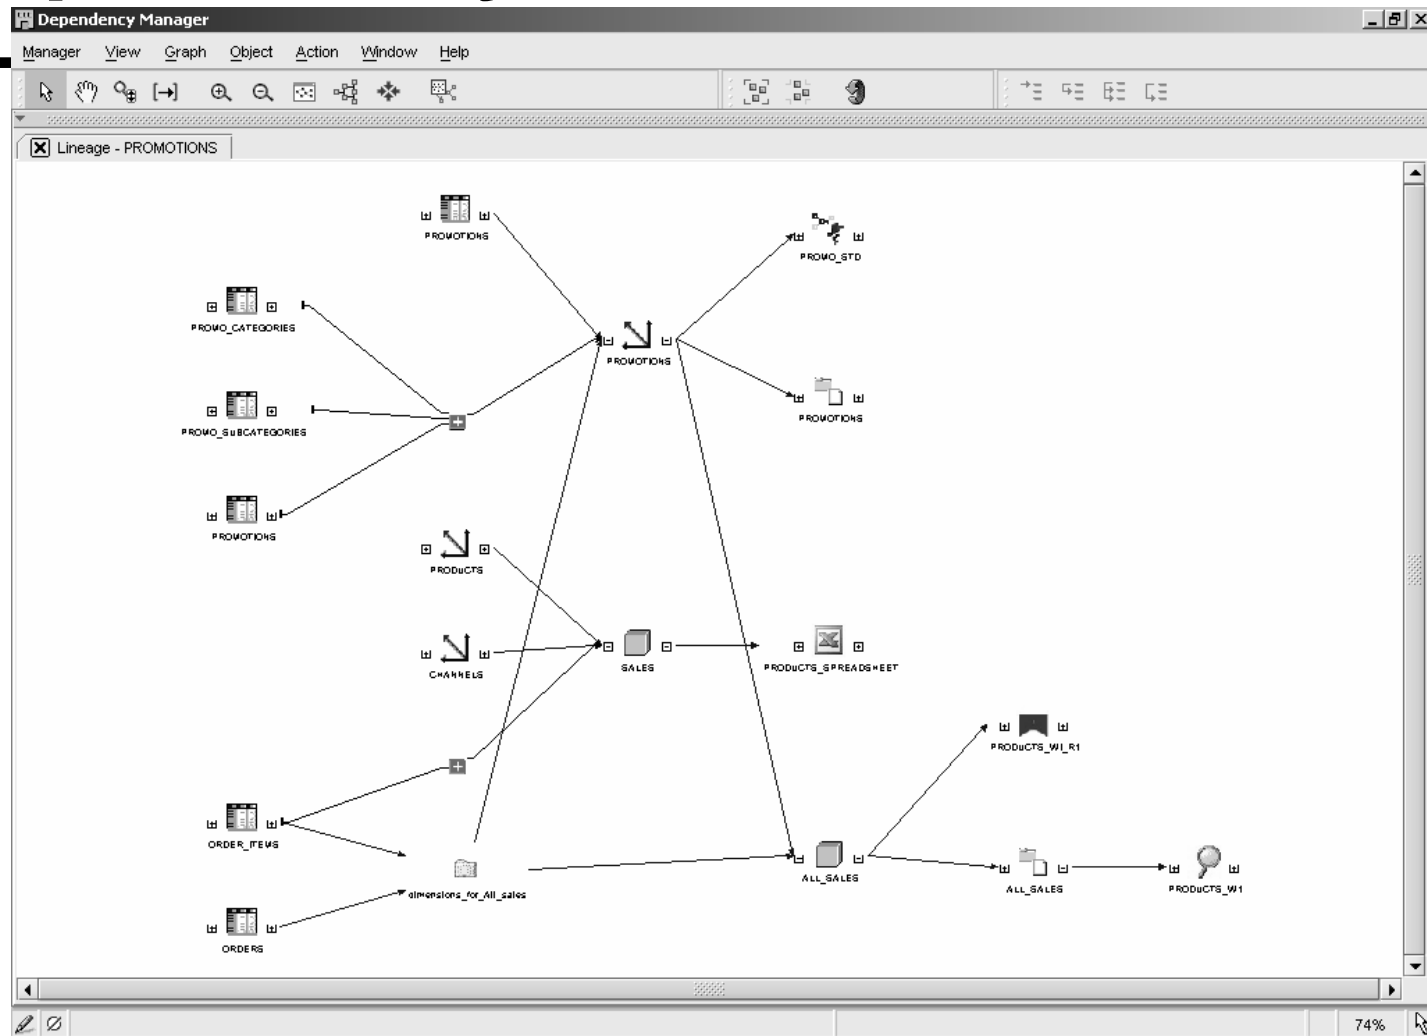 Dependency Manager
Manager View Graph Object Action Window Help
Lineage - PROMOTIONS
PROMOTIONS
PROMO_STD
PROMO_CATEGORIES
PROMOTIONS
PROMOTIONS
PROMO_SUBCATEGORIES
PROMOTIONS
PRODUCTS
CHANNELS
SALES
PRODUCTS_SPREADSHEET
PRODUCTS_WI_R1
ORDER_ITEMS
dimensions_for_All_sales
ALL_SALES
ALL_SALES
PRODUCTS_W1
ORDERS
74%